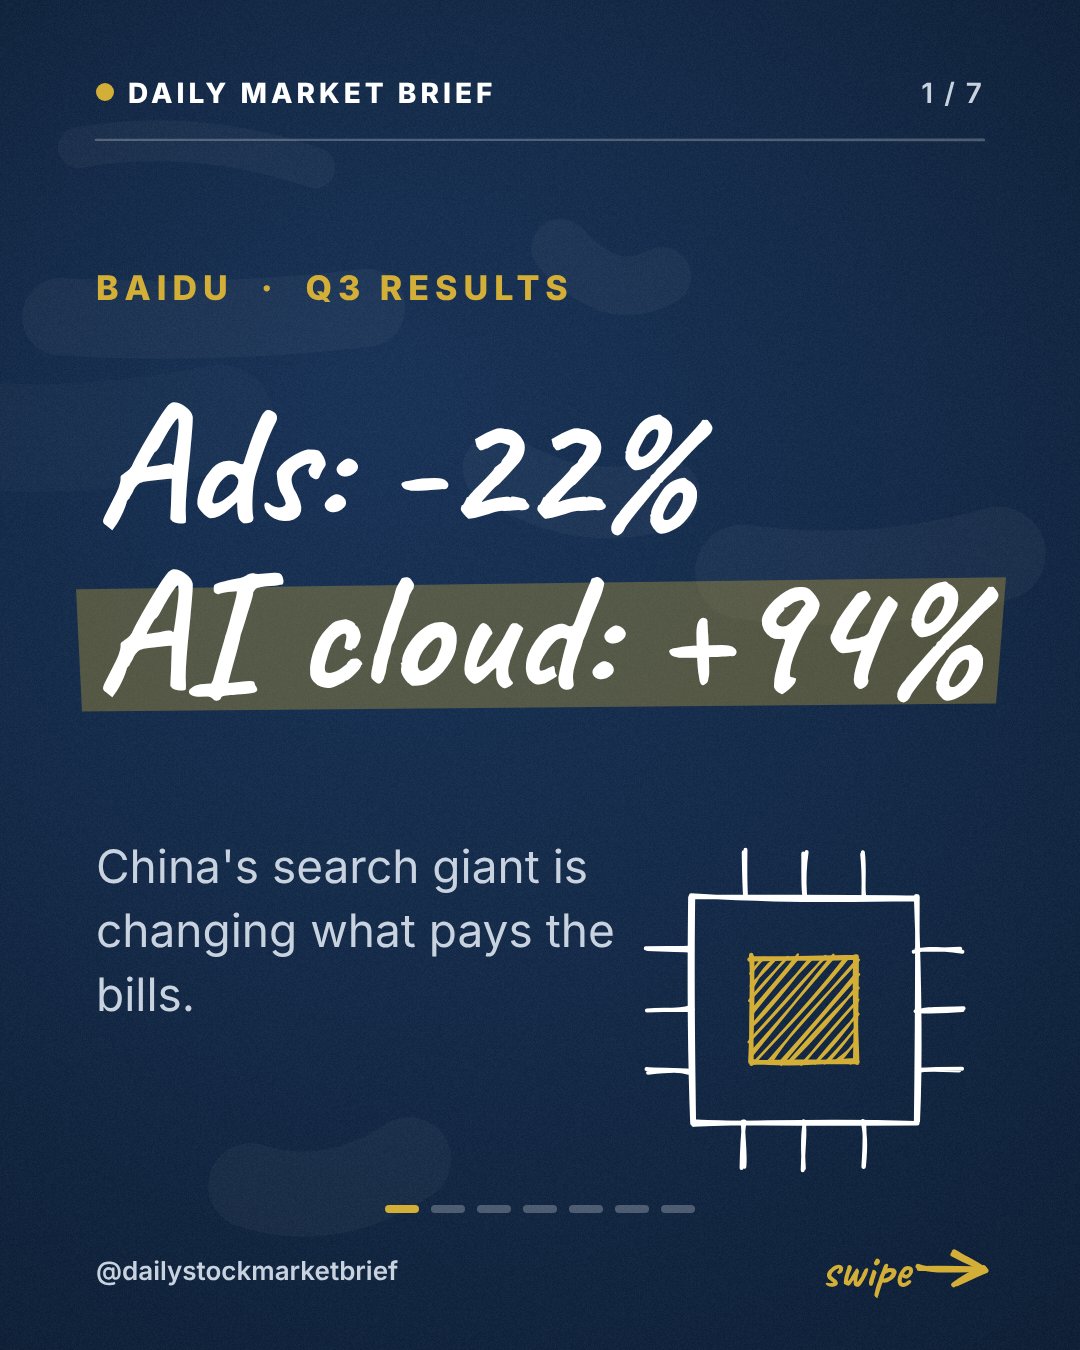 DAILY MARKET BRIEF
1 / 7
BAIDU · Q3 RESULTS
Ads: -22%
AI cloud: +94%
China's search giant is
changing what pays the
bills.
@dailystockmarketbrief
swipe